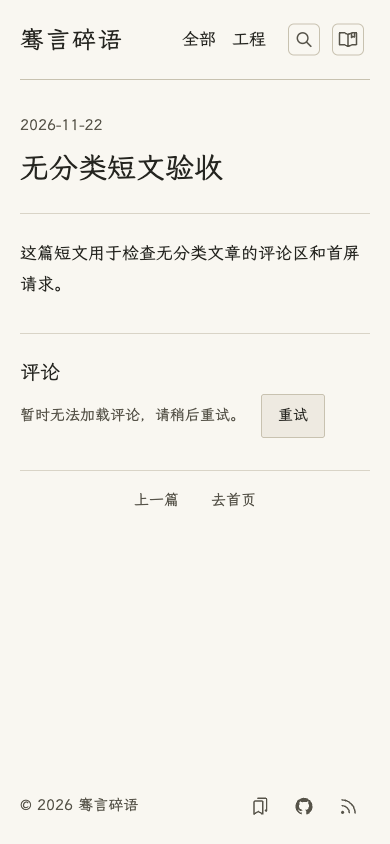 骞言碎语
全部 工程
2026-11-22
无分类短文验收
这篇短文用于检查无分类文章的评论区和首屏
请求。
评论
暂时无法加载评论，请稍后重试。 重试
上一篇 去首页
© 2026 骞言碎语